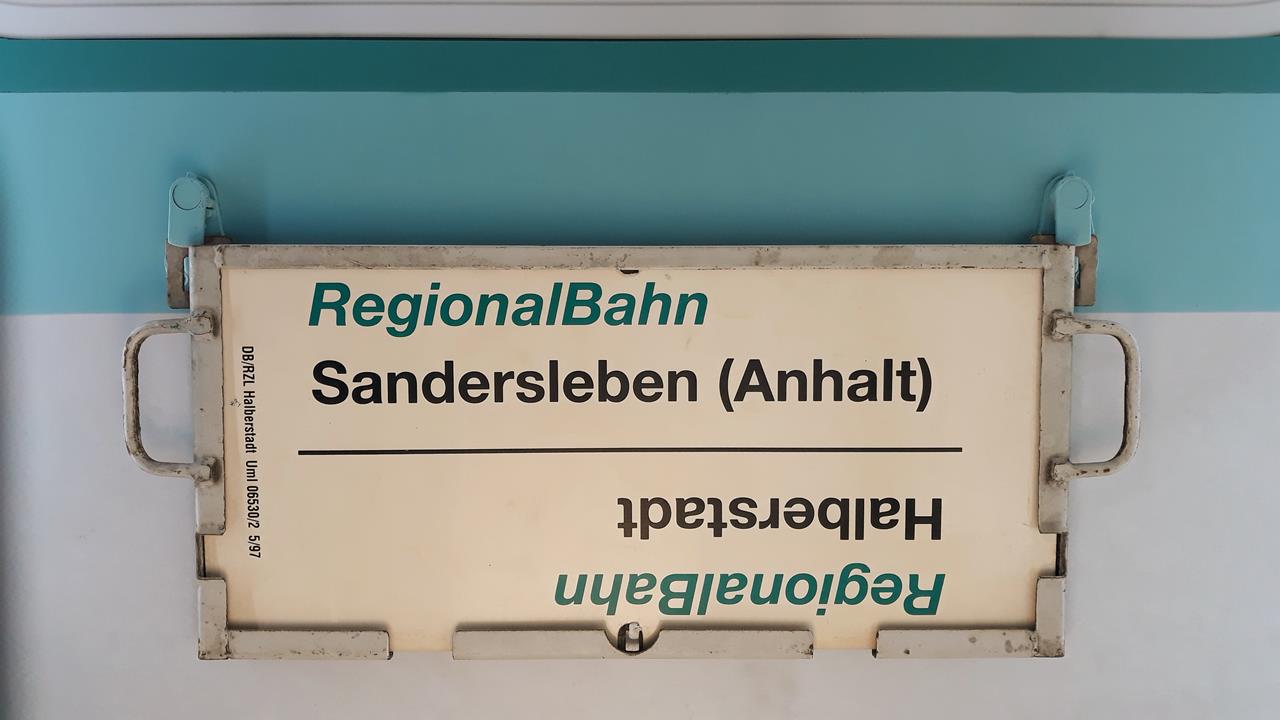 RegionalBahn
Sandersleben (Anhalt)
Halberstadt
RegionalBahn
DB/RZL Halberstadt Uml 06530/2 5/97